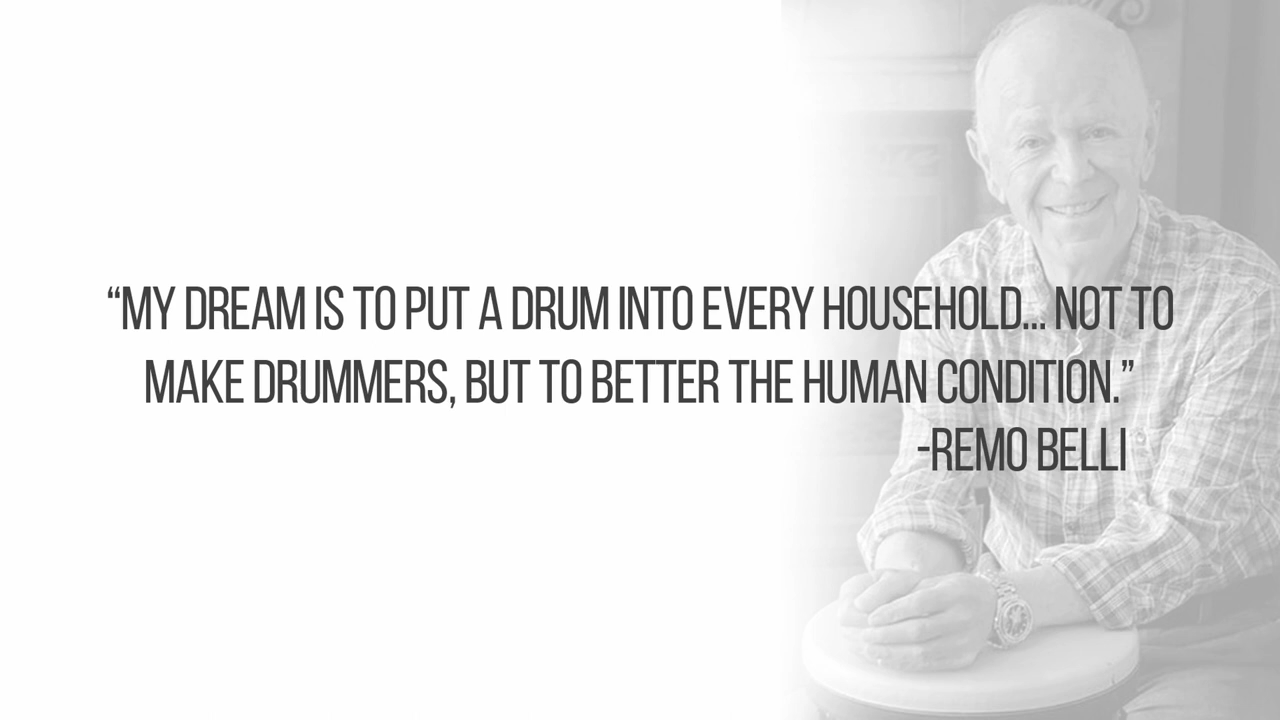 “MY DREAM IS TO PUT A DRUM INTO EVERY HOUSEHOLD... NOT TO
MAKE DRUMMERS, BUT TO BETTER THE HUMAN CONDITION.”
-REMO BELLI